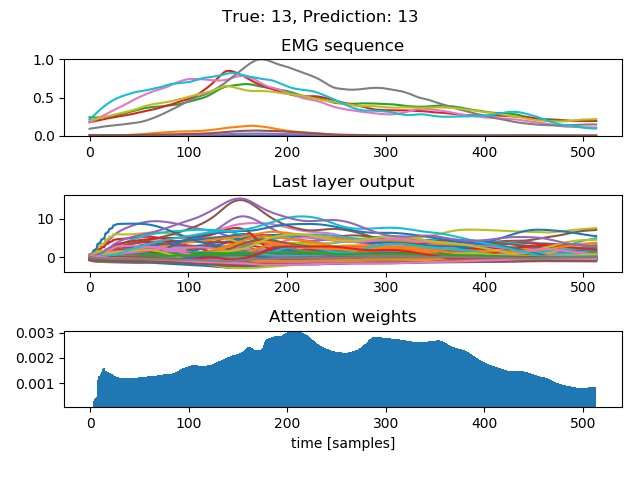 True: 13, Prediction: 13
EMG sequence
1.0
0.5
0.0
0 100 200 300 400 500
Last layer output
10
0
0 100 200 300 400 500
Attention weights
0.003
0.002
0.001
0 100 200 300 400 500
time [samples]